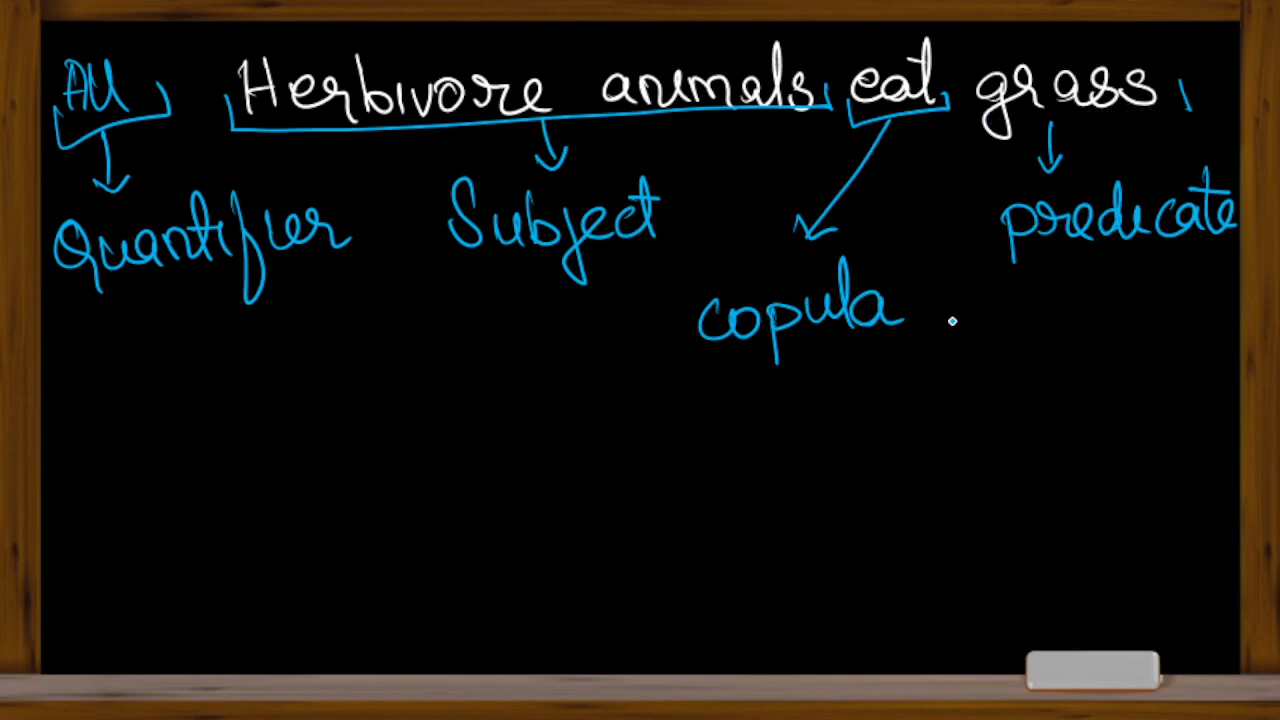 All Herbivore animals eat grass
Quantifier Subject predicate
copula